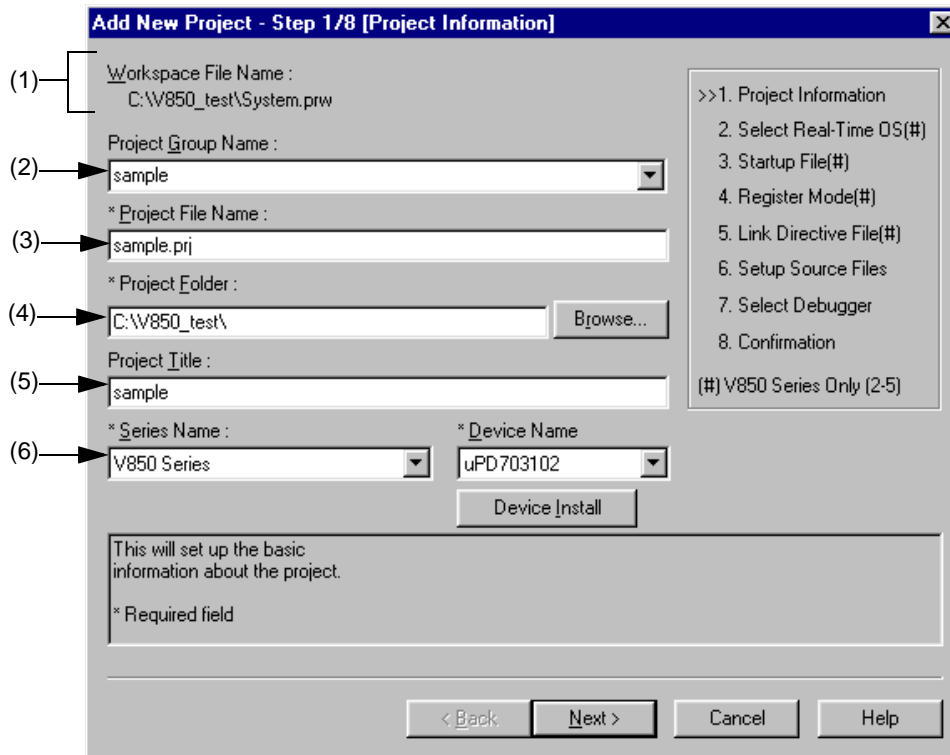 Add New Project - Step 1/8 [Project Information]
(1)
Workspace File Name :
C:\V850_test\System.prw
Project Group Name :
(2)
sample
* Project File Name :
(3)
sample.prj
* Project Folder :
(4)
C:\V850_test\
Browse...
Project Title :
(5)
sample
* Series Name :
* Device Name
(6)
V850 Series
uPD703102
Device Install
>>1. Project Information
2. Select Real-Time OS(#)
3. Startup File(#)
4. Register Mode(#)
5. Link Directive File(#)
6. Setup Source Files
7. Select Debugger
8. Confirmation
(#) V850 Series Only (2-5)
This will set up the basic
information about the project.
* Required field
< Back
Next >
Cancel
Help